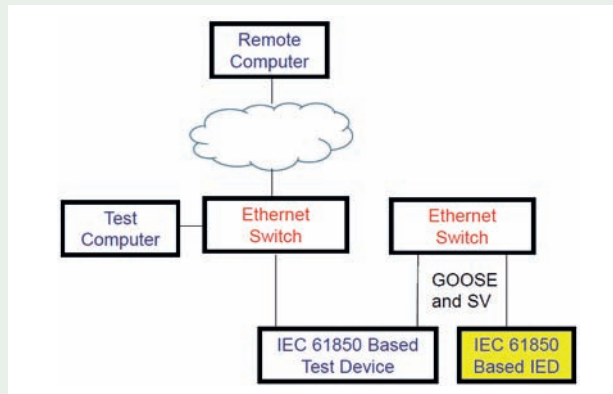 Remote
Computer
Test
Computer
Ethernet
Switch
Ethernet
Switch
GOOSE
and SV
IEC 61850 Based
Test Device
IEC 61850
Based IED